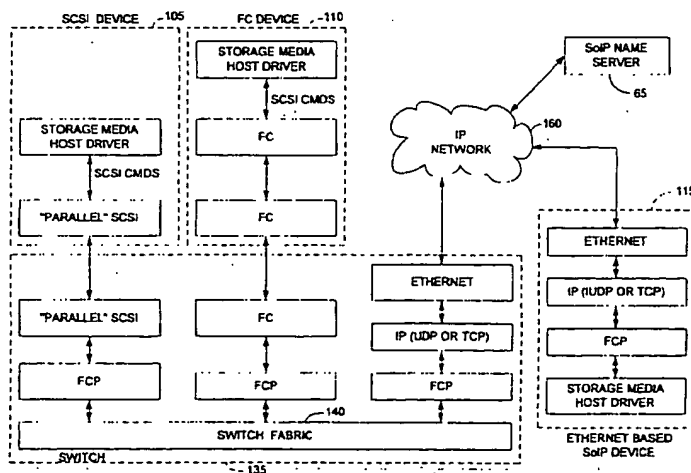 SCSI DEVICE
105
FC DEVICE
110
STORAGE MEDIA
HOST DRIVER
SCSI CMDS
FC
FC
STORAGE MEDIA
HOST DRIVER
SCSI CMDS
"PARALLEL" SCSI
SoIP NAME
SERVER
65
160
IP
NETWORK
115
ETHERNET
IP (IUDP OR TCP)
FCP
STORAGE MEDIA
HOST DRIVER
ETHERNET BASED
SoIP DEVICE
"PARALLEL" SCSI
FCP
FC
FCP
ETHERNET
IP (UDP OR TCP)
FCP
140
SWITCH FABRIC
SWITCH
135